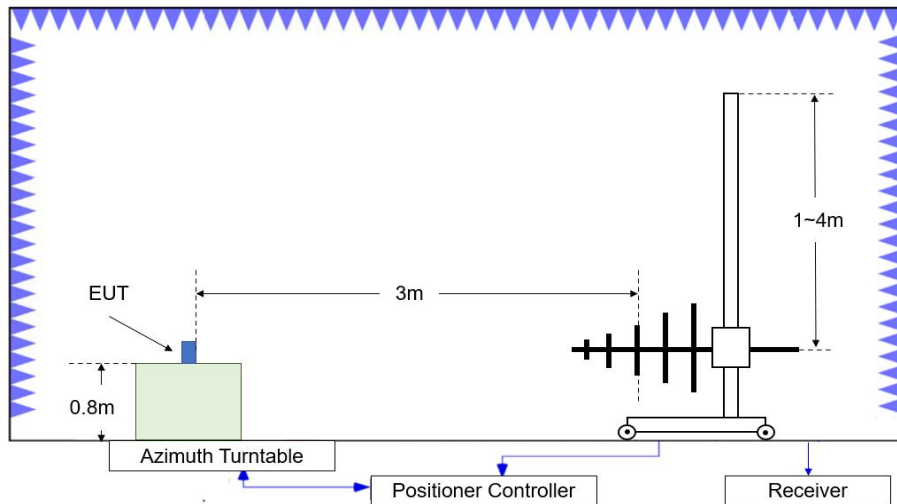 EUT
3m
1~4m
0.8m
Azimuth Turntable
Positioner Controller
Receiver